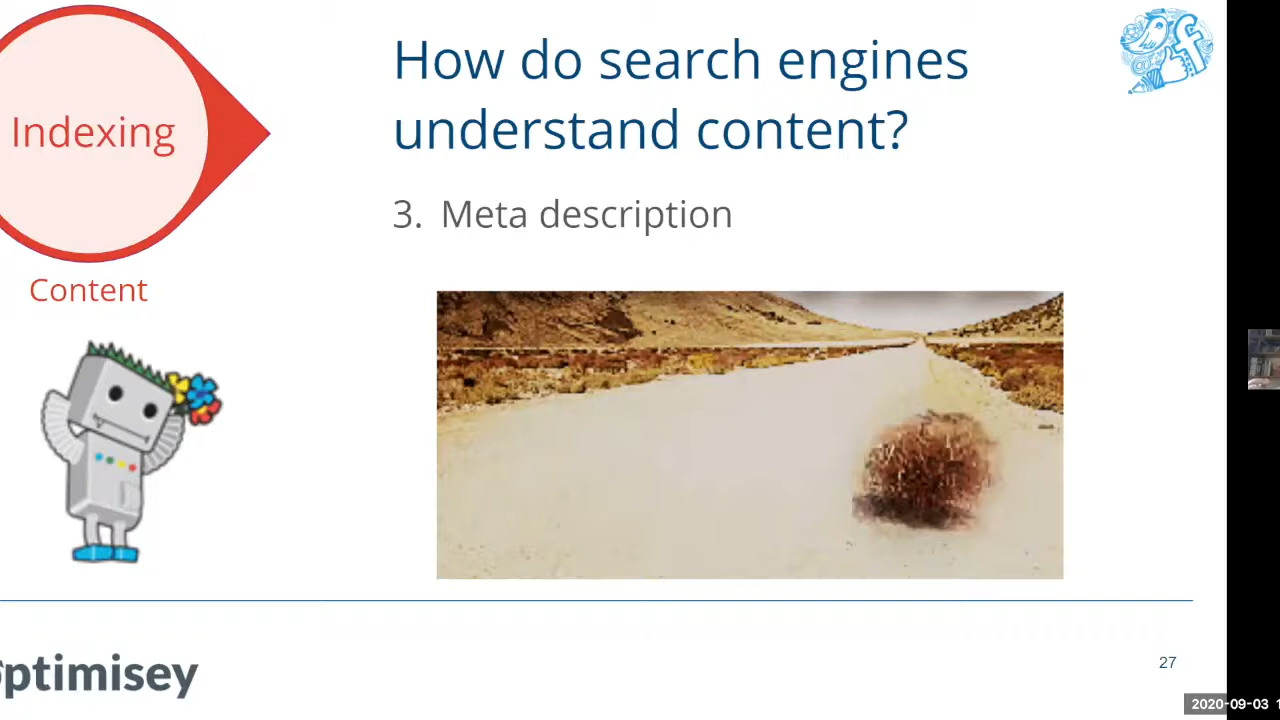 Indexing
How do search engines
understand content?
3. Meta description
Content
ptimisey
27
2020-09-03